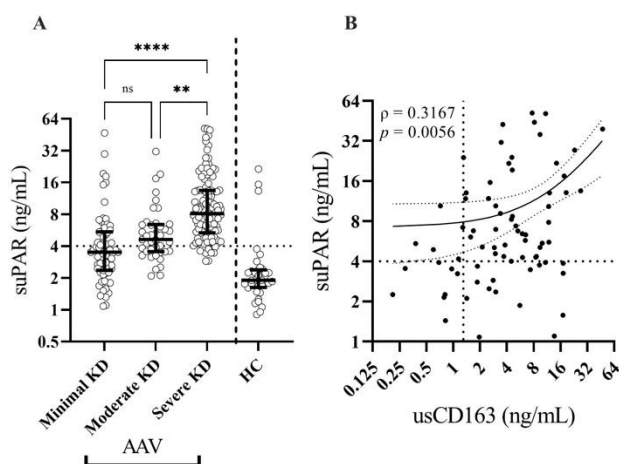 A
****
ns
**
suPAR (ng/mL)
64
32
16
8
4
2
1
0.5
Minimal KD
Moderate KD
Severe KD
HC
AAV
B
ρ = 0.3167
p = 0.0056
suPAR (ng/mL)
64
32
16
8
4
2
1
0.125
0.25
0.5
1
2
4
8
16
32
64
usCD163 (ng/mL)